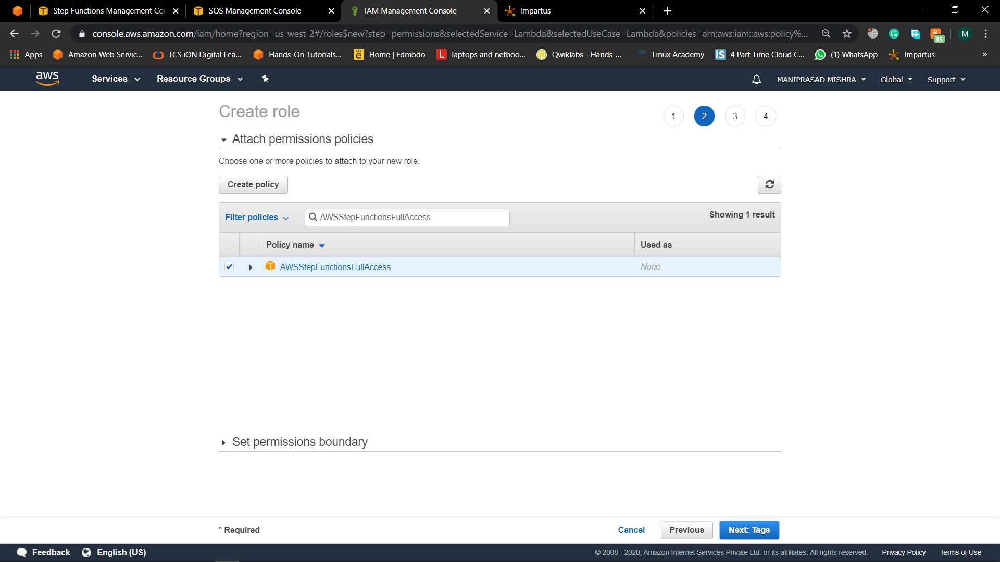 Step Functions Management Con
SQS Management Console
IAM Management Console
Impartus
console.aws.amazon.com/iam/home?region=us-west-2#/roles$new?step=permissions&selectedService=Lambda&selectedUseCase=Lambda&policies=arn:aws:iam::aws:policy%...
35
M
Apps
Amazon Web Servic...
TCS iON Digital Lea...
Hands-On Tutorials...
Home | Edmodo
L
laptops and netboo...
Qwiklabs - Hands-...
Linux Academy
IS
4 Part Time Cloud C...
(1) WhatsApp
Impartus
»
aws
Services
Resource Groups
MANIPRASAD MISHRA
Global
Support
Create role
1
2
3
4
Attach permissions policies
Choose one or more policies to attach to your new role.
Create policy
Filter policies
AWSStepFunctionsFullAccess
Showing 1 result
Policy name
Used as
AWSStepFunctionsFullAccess
None
Set permissions boundary
* Required
Cancel
Previous
Next: Tags
Feedback
English (US)
© 2008 - 2020, Amazon Internet Services Private Ltd. or its affiliates. All rights reserved.
Privacy Policy
Terms of Use